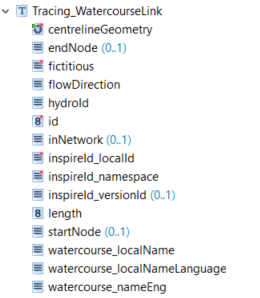 Tracing_WatercourseLink
centrelineGeometry
endNode (0..1)
fictitious
flowDirection
hydroId
id
inNetwork (0..1)
inspireId_localId
inspireId_namespace
inspireId_versionId (0..1)
length
startNode (0..1)
watercourse_localName
watercourse_localNameLanguage
watercourse_nameEng